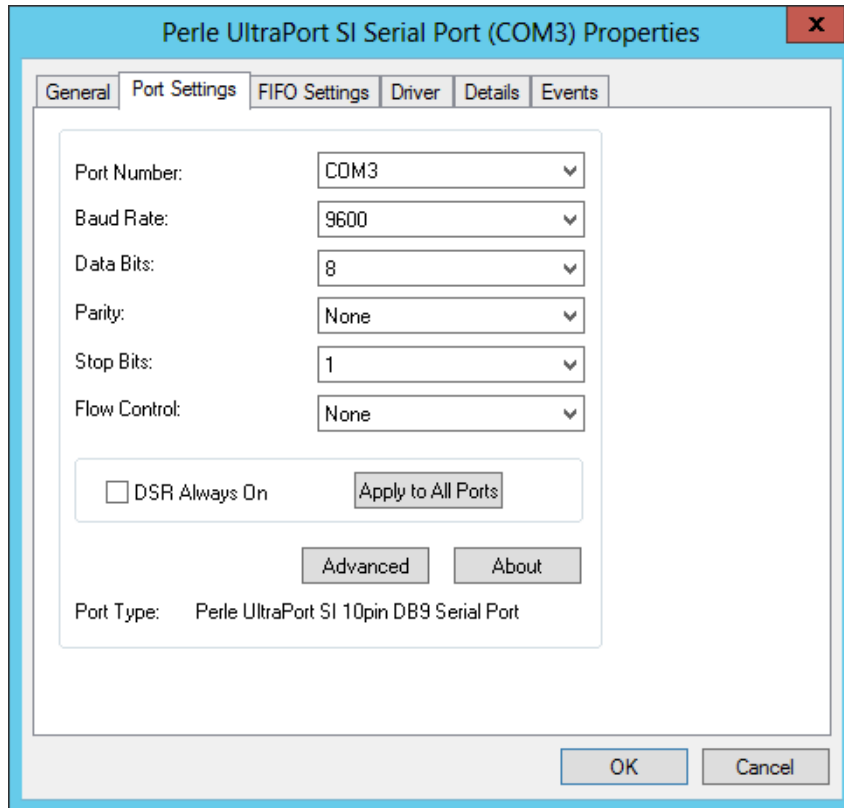 Perle UltraPort SI Serial Port (COM3) Properties
x
General Port Settings FIFO Settings Driver Details Events
Port Number: COM3
Baud Rate: 9600
Data Bits: 8
Parity: None
Stop Bits: 1
Flow Control: None
DSR Always On Apply to All Ports
Advanced About
Port Type: Perle UltraPort SI 10pin DB9 Serial Port
OK Cancel